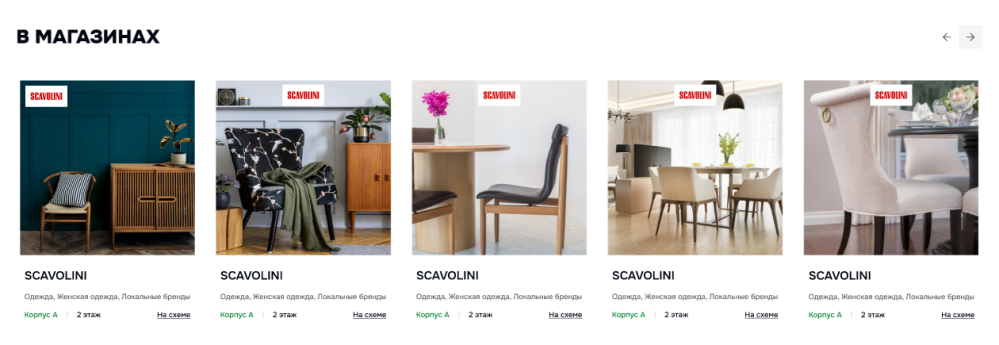 В МАГАЗИНАХ
SCAVOLINI
SCAVOLINI
SCAVOLINI
SCAVOLINI
SCAVOLINI
SCAVOLINI
Одежда, Женская одежда, Локальные бренды
Корпус А | 2 этаж На схеме
SCAVOLINI
Одежда, Женская одежда, Локальные бренды
Корпус А | 2 этаж На схеме
SCAVOLINI
Одежда, Женская одежда, Локальные бренды
Корпус А | 2 этаж На схеме
SCAVOLINI
Одежда, Женская одежда, Локальные бренды
Корпус А | 2 этаж На схеме
SCAVOLINI
Одежда, Женская одежда, Локальные бренды
Корпус А | 2 этаж На схеме